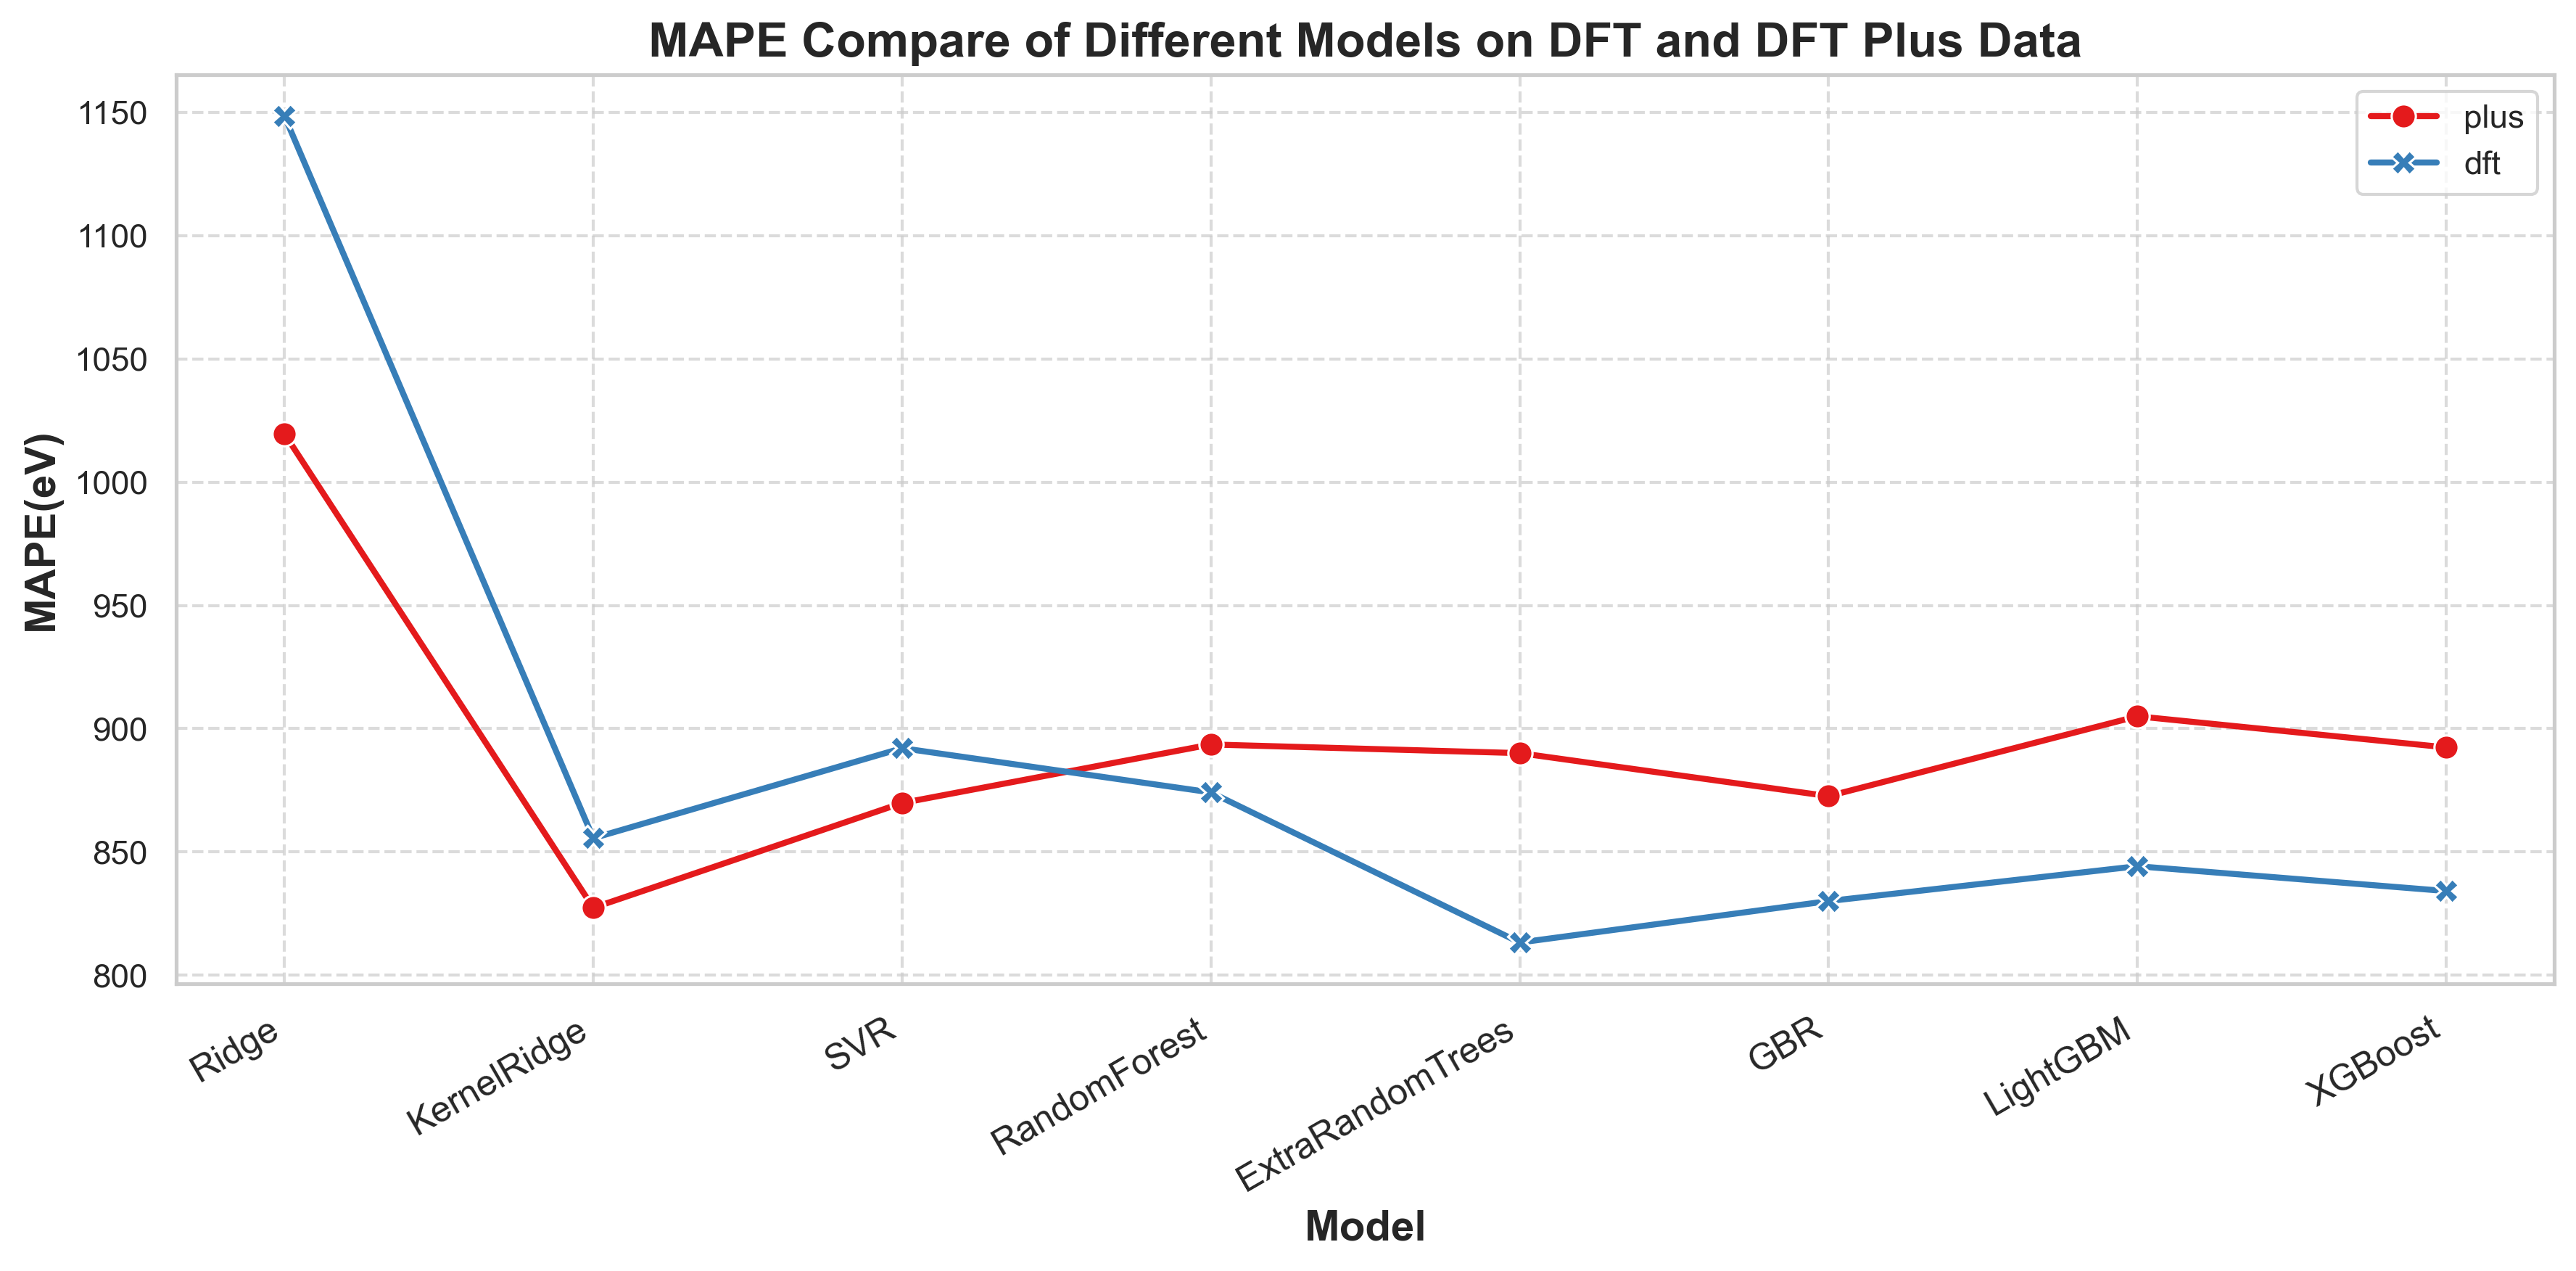 MAPE Compare of Different Models on DFT and DFT Plus Data
plus
dft
MAPE(eV)
1150
1100
1050
1000
950
900
850
800
Ridge
KernelRidge
SVR
RandomForest
ExtraRandomTrees
GBR
LightGBM
XGBoost
Model